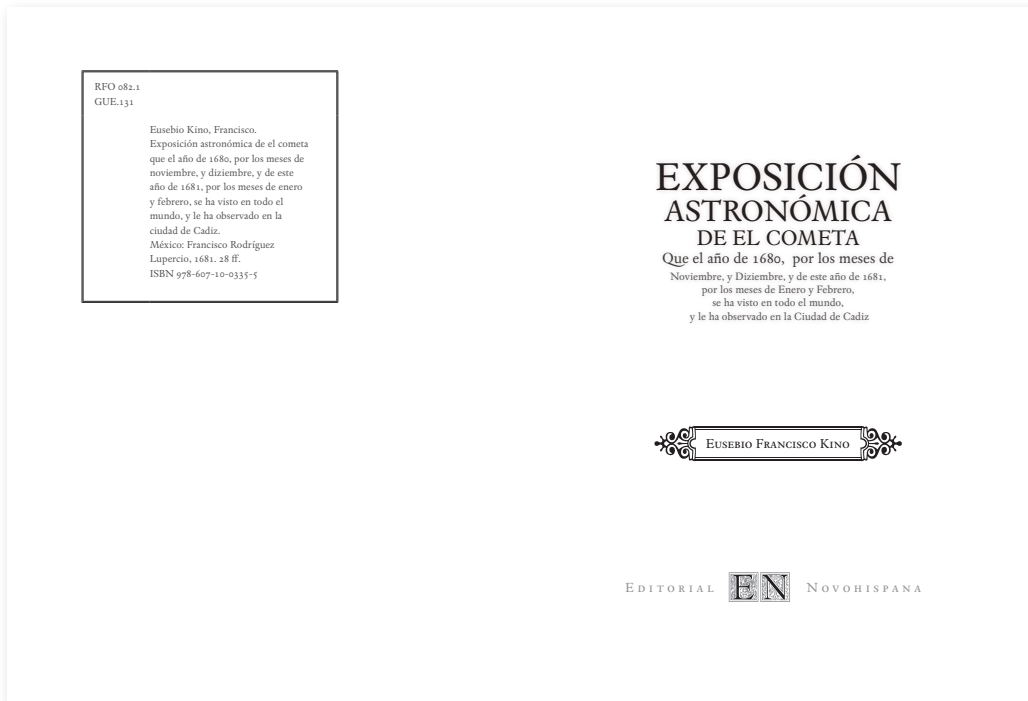 RFO 082.1
GUE.131
Eusebio Kino, Francisco.
Exposición astronómica de el cometa
que el año de 1680, por los meses de
noviembre, y diziembre, y de este
año de 1681, por los meses de enero
y febrero, se ha visto en todo el
mundo, y le ha observado en la
ciudad de Cadiz.
México: Francisco Rodríguez
Lupercio, 1681. 28 ff.
ISBN 978-607-10-0335-5
EXPOSICIÓN
ASTRONÓMICA
DE EL COMETA
Que el año de 1680, por los meses de
Noviembre, y Diziembre, y de este año de 1681,
por los meses de Enero y Febrero,
se ha visto en todo el mundo,
y le ha observado en la Ciudad de Cadiz
Eusebio Francisco Kino
Editorial EN Novohispana